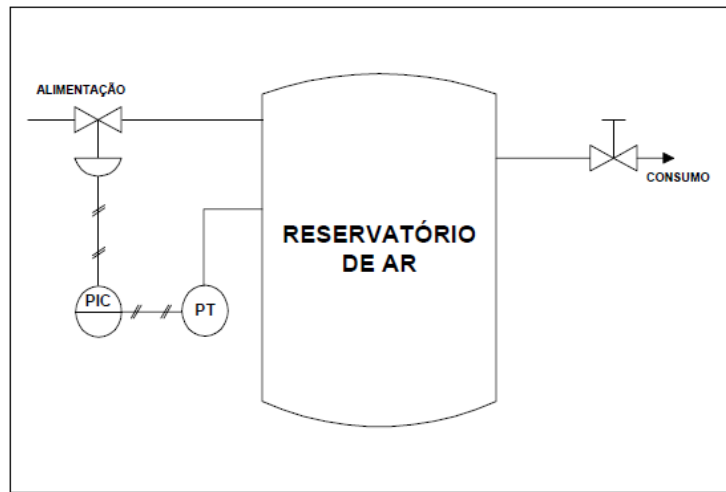 ALIMENTAÇÃO
CONSUMO
RESERVATÓRIO
DE AR
PIC
PT